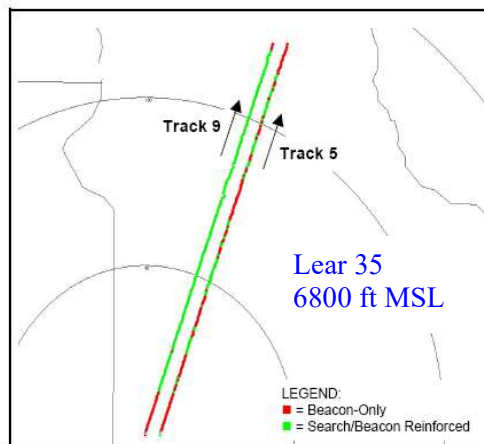 Track 9
Track 5
Lear 35
6800 ft MSL
LEGEND:
= Beacon-Only
= Search/Beacon Reinforced